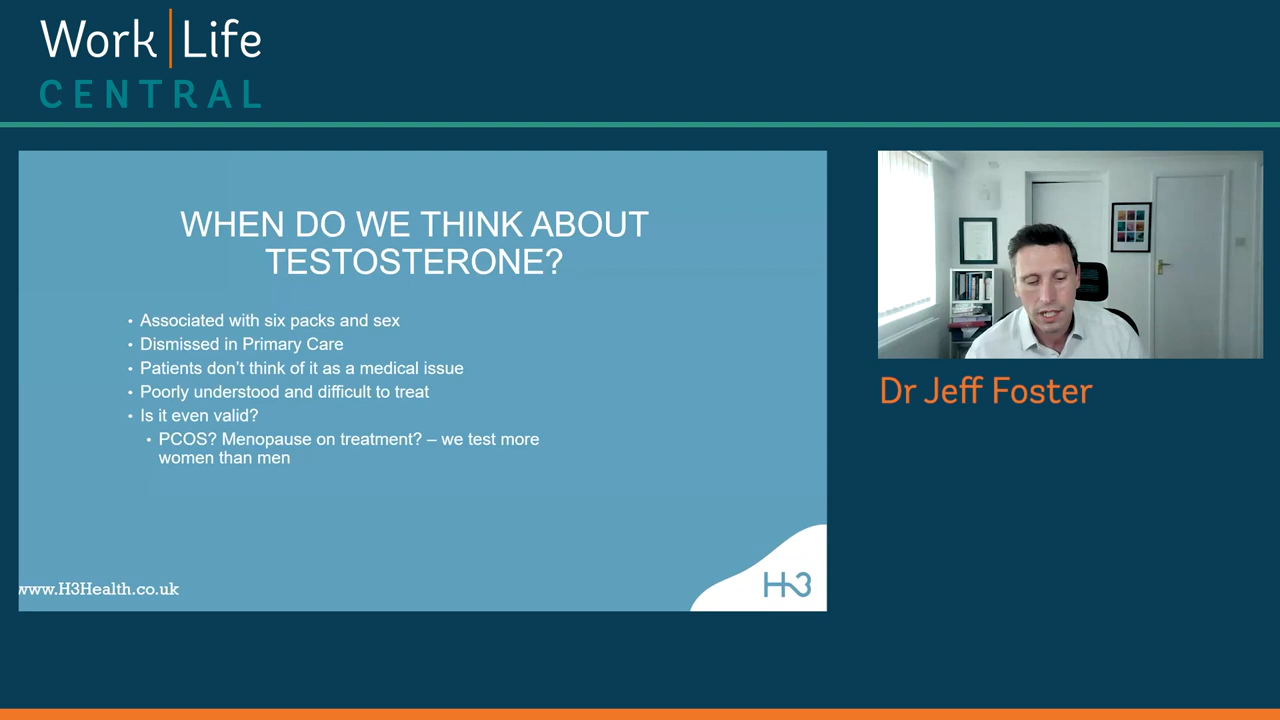 Work Life
CENTRAL
WHEN DO WE THINK ABOUT
TESTOSTERONE?
• Associated with six packs and sex
• Dismissed in Primary Care
• Patients don’t think of it as a medical issue
• Poorly understood and difficult to treat
• Is it even valid?
• PCOS? Menopause on treatment? – we test more
women than men
www.H3Health.co.uk
H3
Dr Jeff Foster